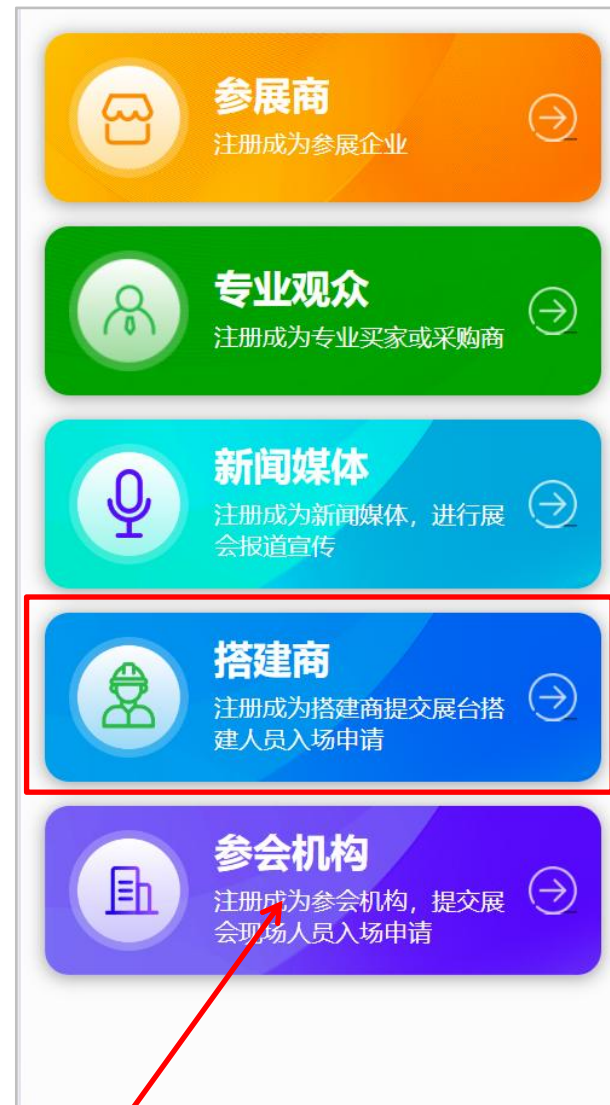 参展商
注册成为参展企业
专业观众
注册成为专业买家或采购商
新闻媒体
注册成为新闻媒体，进行展
会报道宣传
搭建商
注册成为搭建商提交展台搭
建人员入场申请
参会机构
注册成为参会机构，提交展
会现场人员入场申请